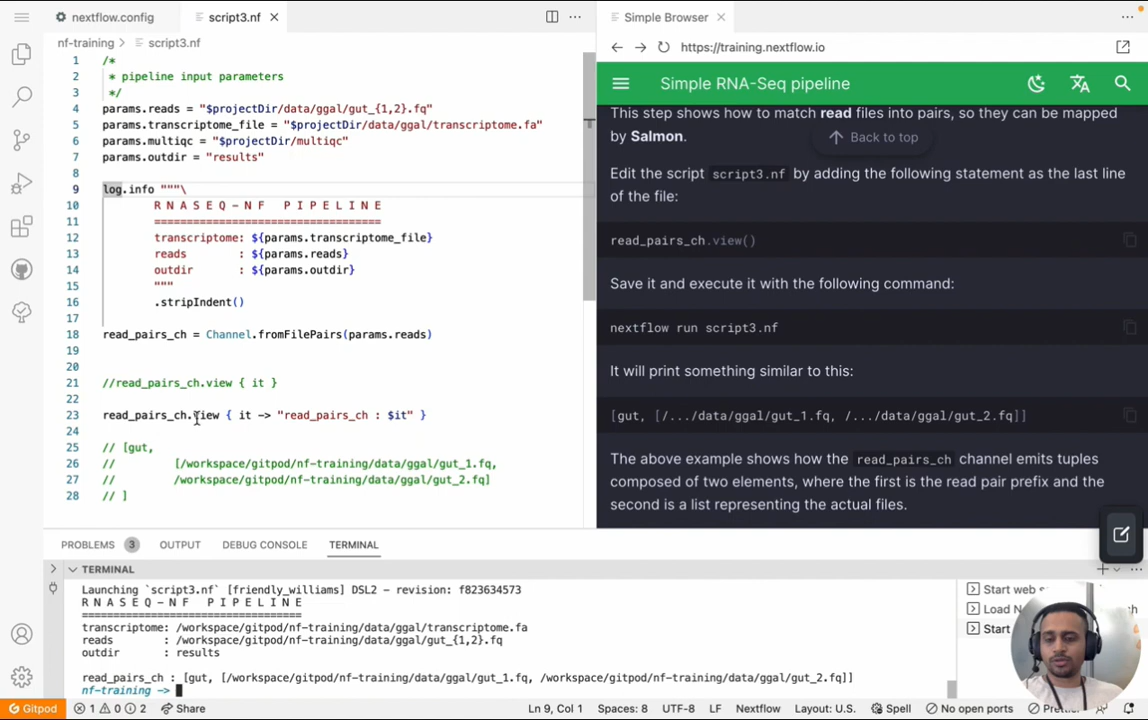 nextflow.config
script3.nf
nf-training > script3.nf
1 /*
2 * pipeline input parameters
3 */
4 params.reads = "$projectDir/data/ggal/gut_{1,2}.fq"
5 params.transcriptome_file = "$projectDir/data/ggal/transcriptome.fa"
6 params.multiqc = "$projectDir/multiqc"
7 params.outdir = "results"
8
9 log.info """\
10 R N A S E Q - N F   P I P E L I N E
11 ===================================
12 transcriptome: ${params.transcriptome_file}
13 reads        : ${params.reads}
14 outdir       : ${params.outdir}
15 """
16 .stripIndent()
17
18 read_pairs_ch = Channel.fromFilePairs(params.reads)
19
20
21 //read_pairs_ch.view { it }
22
23 read_pairs_ch.view { it -> "read_pairs_ch : $it" }
24
25 // [gut,
26 //        [/workspace/gitpod/nf-training/data/ggal/gut_1.fq,
27 //        /workspace/gitpod/nf-training/data/ggal/gut_2.fq]
28 // ]
Simple Browser
https://training.nextflow.io
Simple RNA-Seq pipeline
This step shows how to match read files into pairs, so they can be mapped
by Salmon.
Back to top
Edit the script script3.nf by adding the following statement as the last line
of the file:
read_pairs_ch.view()
Save it and execute it with the following command:
nextflow run script3.nf
It will print something similar to this:
[gut, [/.../data/ggal/gut_1.fq, /.../data/ggal/gut_2.fq]]
The above example shows how the read_pairs_ch channel emits tuples
composed of two elements, where the first is the read pair prefix and the
second is a list representing the actual files.
PROBLEMS 3 OUTPUT DEBUG CONSOLE TERMINAL
TERMINAL
Launching `script3.nf` [friendly_williams] DSL2 - revision: f823634573
R N A S E Q - N F   P I P E L I N E
===================================
transcriptome: /workspace/gitpod/nf-training/data/ggal/transcriptome.fa
reads        : /workspace/gitpod/nf-training/data/ggal/gut_{1,2}.fq
outdir       : results
read_pairs_ch : [gut, [/workspace/gitpod/nf-training/data/ggal/gut_1.fq, /workspace/gitpod/nf-training/data/ggal/gut_2.fq]]
nf-training ->
Start web s
Load N
Start
Gitpod 1 0 2 Share Ln 9, Col 1 Spaces: 8 UTF-8 LF Nextflow Layout: U.S. Spell No open ports